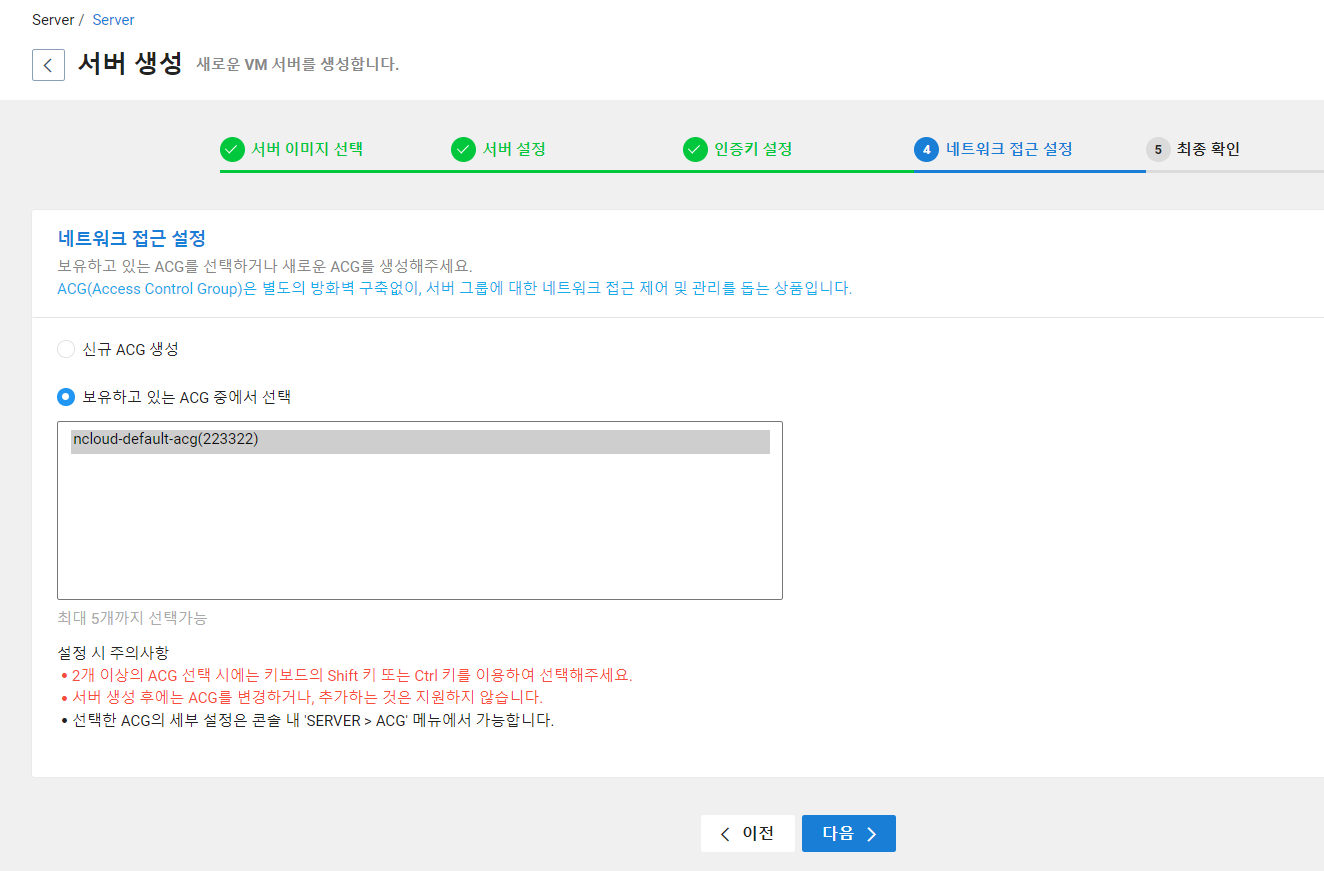 Server / Server
서버 생성 새로운 VM 서버를 생성합니다.
서버 이미지 선택 서버 설정 인증키 설정 4 네트워크 접근 설정 5 최종 확인
네트워크 접근 설정
보유하고 있는 ACG를 선택하거나 새로운 ACG를 생성해주세요.
ACG(Access Control Group)은 별도의 방화벽 구축없이, 서버 그룹에 대한 네트워크 접근 제어 및 관리를 돕는 상품입니다.
신규 ACG 생성
보유하고 있는 ACG 중에서 선택
ncloud-default-acg(223322)
최대 5개까지 선택가능
설정 시 주의사항
• 2개 이상의 ACG 선택 시에는 키보드의 Shift 키 또는 Ctrl 키를 이용하여 선택해주세요.
• 서버 생성 후에는 ACG를 변경하거나, 추가하는 것은 지원하지 않습니다.
• 선택한 ACG의 세부 설정은 콘솔 내 'SERVER > ACG' 메뉴에서 가능합니다.
이전 다음